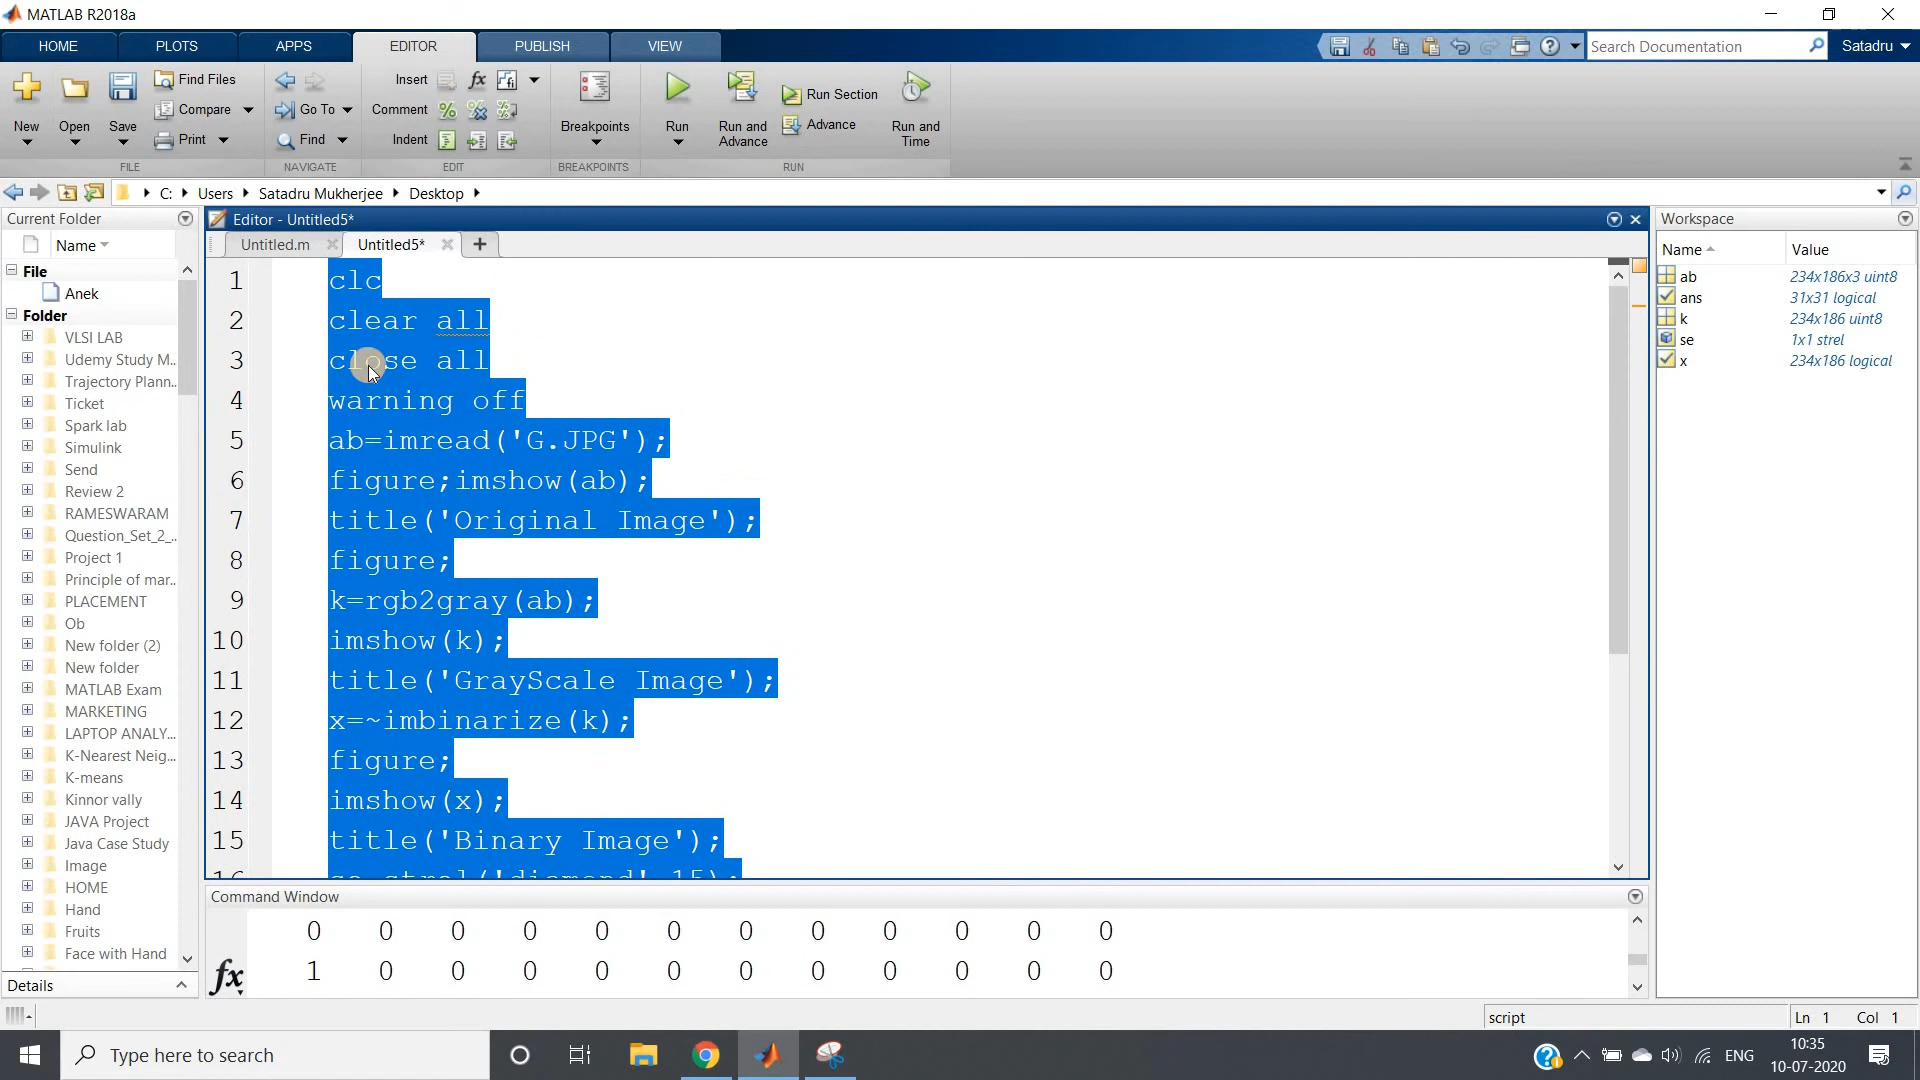 MATLAB R2018a
HOME PLOTS APPS EDITOR PUBLISH VIEW
Search Documentation
Satadru
New Open Save
Find Files
Compare
Print
FILE
Go To
Find
NAVIGATE
Insert fx
Comment
Indent
EDIT
Breakpoints
BREAKPOINTS
Run
Run and Advance
Run Section
Advance
Run and Time
RUN
C: Users Satadru Mukherjee Desktop
Current Folder
Name
File
Anek
Folder
VLSI LAB
Udemy Study M...
Trajectory Plann...
Ticket
Spark lab
Simulink
Send
Review 2
RAMESWARAM
Question_Set_2_...
Project 1
Principle of mar...
PLACEMENT
Ob
New folder (2)
New folder
MATLAB Exam
MARKETING
LAPTOP ANALY...
K-Nearest Neig...
K-means
Kinnor vally
JAVA Project
Java Case Study
Image
HOME
Hand
Fruits
Face with Hand
Details
Editor - Untitled5*
Untitled.m Untitled5*
1 clc
2 clear all
3 close all
4 warning off
5 ab=imread('G.JPG');
6 figure;imshow(ab);
7 title('Original Image');
8 figure;
9 k=rgb2gray(ab);
10 imshow(k);
11 title('GrayScale Image');
12 x=~imbinarize(k);
13 figure;
14 imshow(x);
15 title('Binary Image');
16 se=strel('diamond',15);
Command Window
0 0 0 0 0 0 0 0 0 0 0 0
1 0 0 0 0 0 0 0 0 0 0 0
fx
Workspace
Name Value
ab 234x186x3 uint8
ans 31x31 logical
k 234x186 uint8
se 1x1 strel
x 234x186 logical
script
Ln 1 Col 1
Type here to search
ENG
10:35
10-07-2020